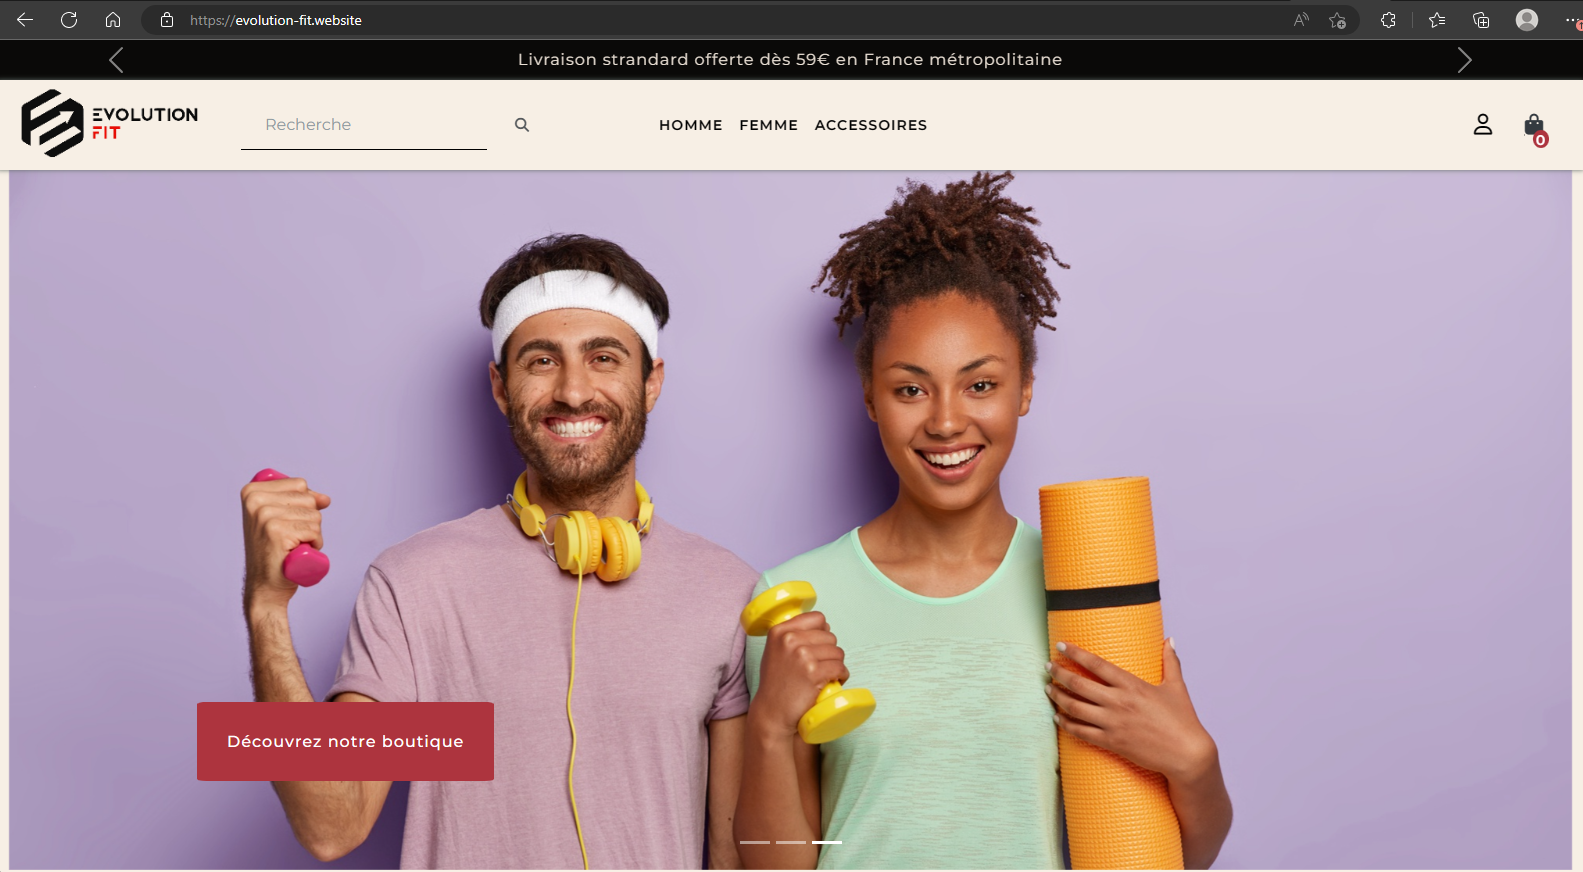 https://evolution-fit.website
Livraison strandard offerte dès 59€ en France métropolitaine
EVOLUTION
FIT
Recherche
HOMME FEMME ACCESSOIRES
0
Découvrez notre boutique